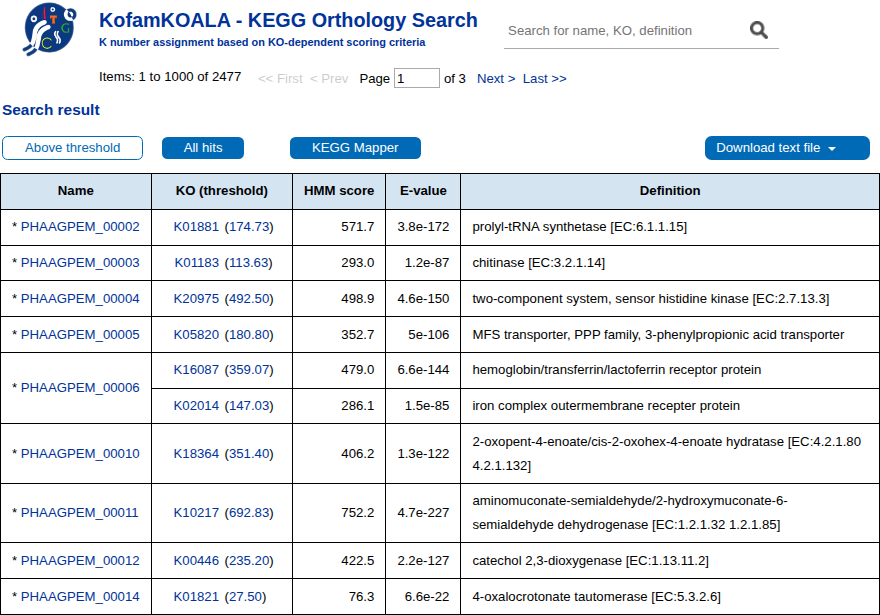 KofamKOALA - KEGG Orthology Search
K number assignment based on KO-dependent scoring criteria
Search for name, KO, definition
Items: 1 to 1000 of 2477 << First < Prev Page 1 of 3 Next > Last >>
Search result
Above threshold All hits KEGG Mapper Download text file
Name KO (threshold) HMM score E-value Definition
* PHAAGPEM_00002 K01881 (174.73) 571.7 3.8e-172 prolyl-tRNA synthetase [EC:6.1.1.15]
* PHAAGPEM_00003 K01183 (113.63) 293.0 1.2e-87 chitinase [EC:3.2.1.14]
* PHAAGPEM_00004 K20975 (492.50) 498.9 4.6e-150 two-component system, sensor histidine kinase [EC:2.7.13.3]
* PHAAGPEM_00005 K05820 (180.80) 352.7 5e-106 MFS transporter, PPP family, 3-phenylpropionic acid transporter
* PHAAGPEM_00006 K16087 (359.07) 479.0 6.6e-144 hemoglobin/transferrin/lactoferrin receptor protein
K02014 (147.03) 286.1 1.5e-85 iron complex outermembrane recepter protein
* PHAAGPEM_00010 K18364 (351.40) 406.2 1.3e-122 2-oxopent-4-enoate/cis-2-oxohex-4-enoate hydratase [EC:4.2.1.80
4.2.1.132]
* PHAAGPEM_00011 K10217 (692.83) 752.2 4.7e-227 aminomuconate-semialdehyde/2-hydroxymuconate-6-
semialdehyde dehydrogenase [EC:1.2.1.32 1.2.1.85]
* PHAAGPEM_00012 K00446 (235.20) 422.5 2.2e-127 catechol 2,3-dioxygenase [EC:1.13.11.2]
* PHAAGPEM_00014 K01821 (27.50) 76.3 6.6e-22 4-oxalocrotonate tautomerase [EC:5.3.2.6]